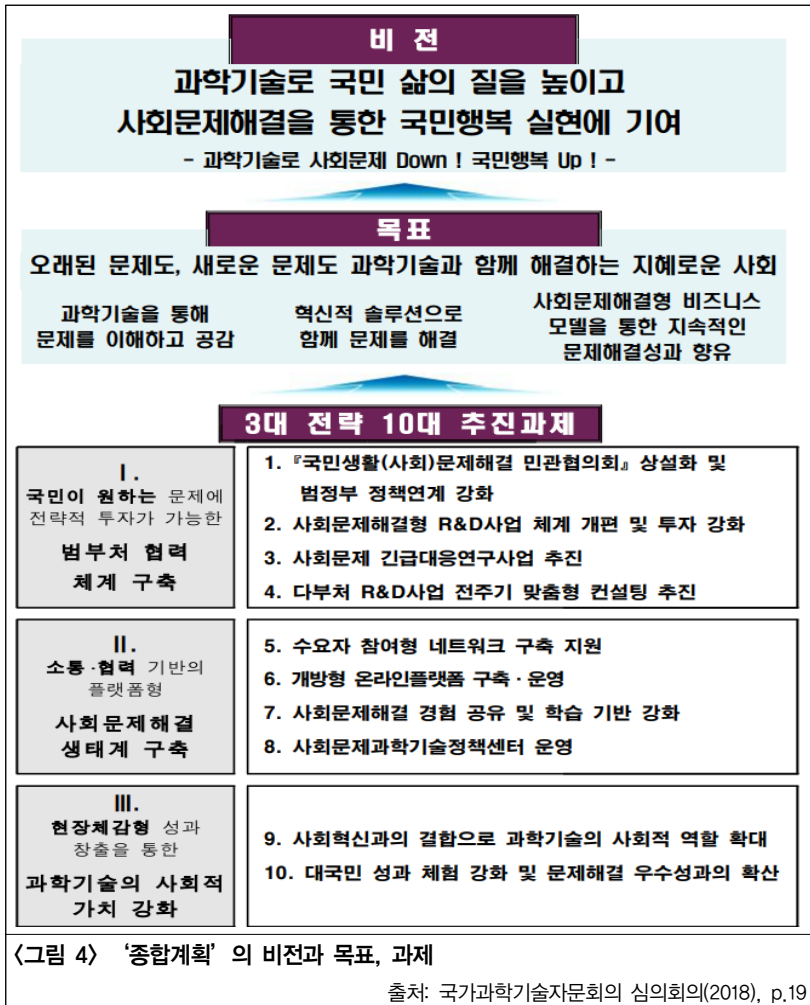 비 전
과학기술로 국민 삶의 질을 높이고
사회문제해결을 통한 국민행복 실현에 기여
- 과학기술로 사회문제 Down ! 국민행복 Up ! -
목표
오래된 문제도, 새로운 문제도 과학기술과 함께 해결하는 지혜로운 사회
과학기술을 통해
문제를 이해하고 공감
혁신적 솔루션으로
함께 문제를 해결
사회문제해결형 비즈니스
모델을 통한 지속적인
문제해결성과 향유
3대 전략 10대 추진과제
Ⅰ.
국민이 원하는 문제에
전략적 투자가 가능한
범부처 협력
체계 구축
1. 『국민생활(사회)문제해결 민관협의회』 상설화 및
범정부 정책연계 강화
2. 사회문제해결형 R&D사업 체계 개편 및 투자 강화
3. 사회문제 긴급대응연구사업 추진
4. 다부처 R&D사업 전주기 맞춤형 컨설팅 추진
Ⅱ.
소통·협력 기반의
플랫폼형
사회문제해결
생태계 구축
5. 수요자 참여형 네트워크 구축 지원
6. 개방형 온라인플랫폼 구축·운영
7. 사회문제해결 경험 공유 및 학습 기반 강화
8. 사회문제과학기술정책센터 운영
Ⅲ.
현장체감형 성과
창출을 통한
과학기술의 사회적
가치 강화
9. 사회혁신과의 결합으로 과학기술의 사회적 역할 확대
10. 대국민 성과 체험 강화 및 문제해결 우수성과의 확산
〈그림 4〉 ‘종합계획’의 비전과 목표, 과제
출처: 국가과학기술자문회의 심의회의(2018), p.19